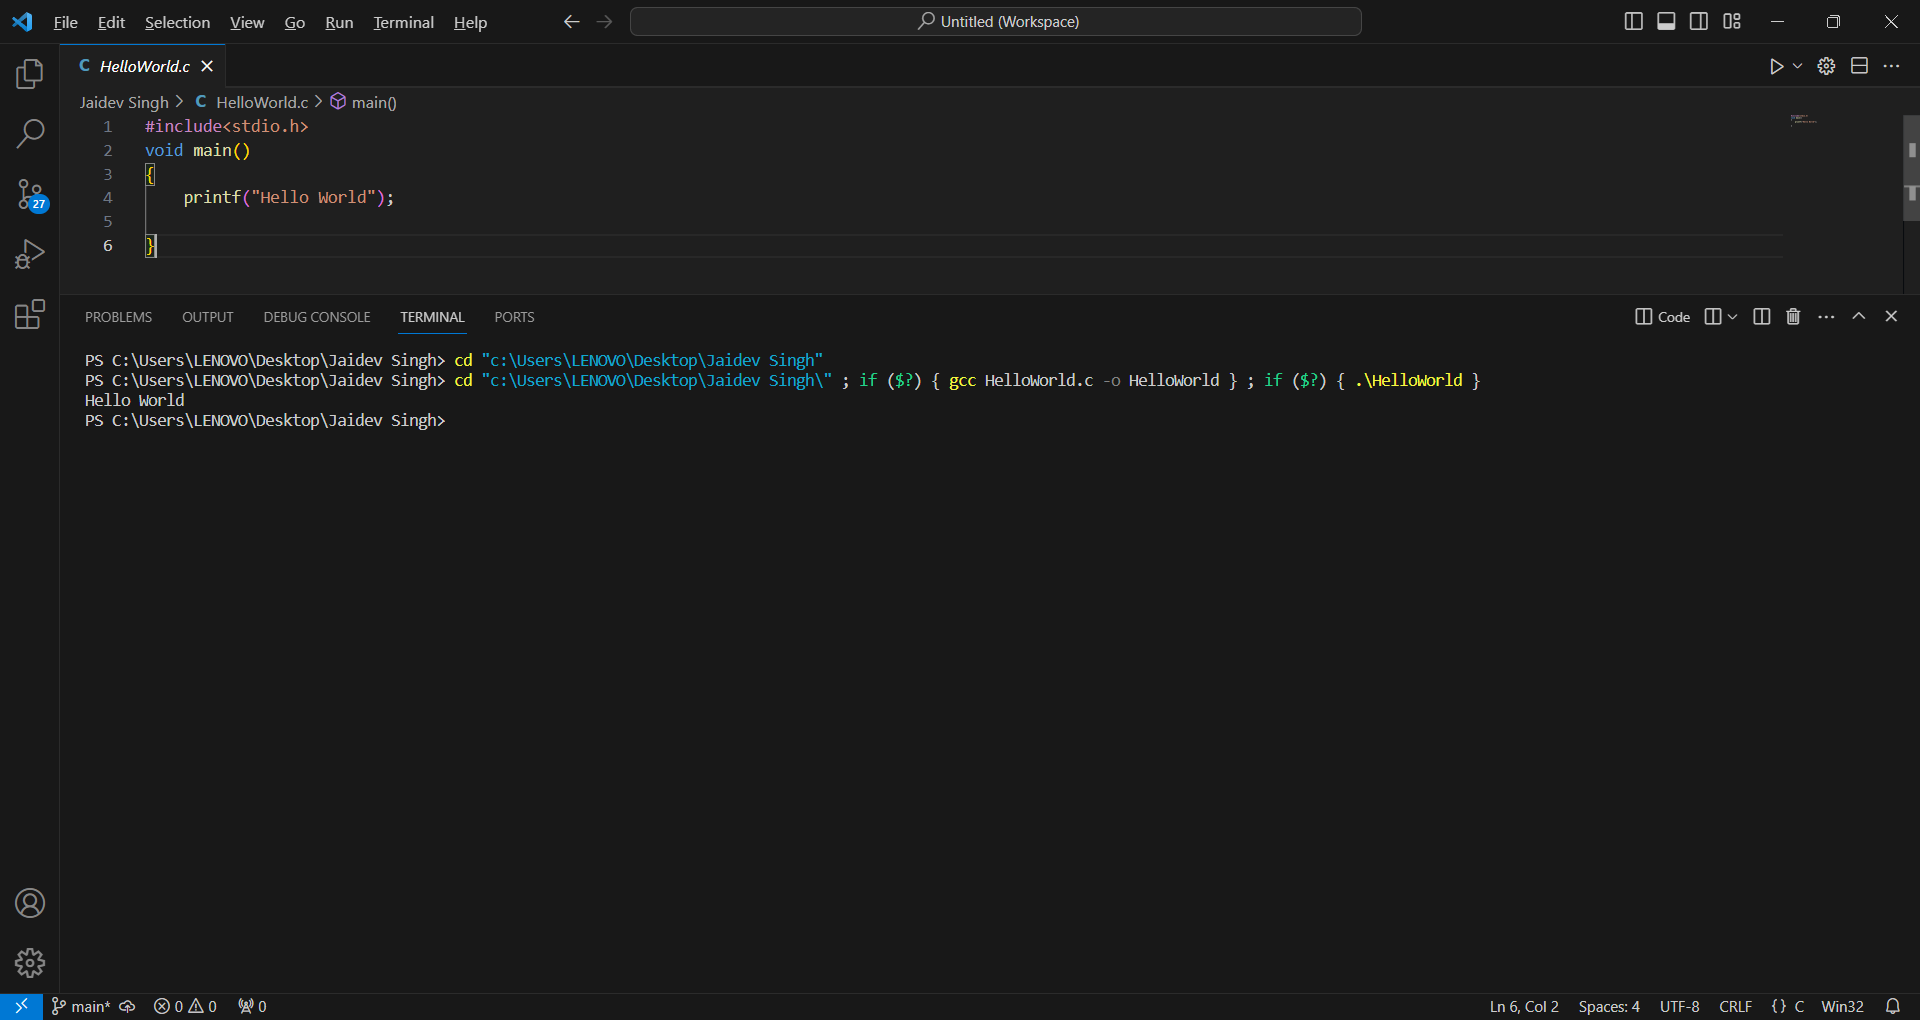 File Edit Selection View Go Run Terminal Help
Untitled (Workspace)
C HelloWorld.c
Jaidev Singh > C HelloWorld.c > main()
1 #include<stdio.h>
2 void main()
3 {
4     printf("Hello World");
5
6 }
PROBLEMS OUTPUT DEBUG CONSOLE TERMINAL PORTS
Code
PS C:\Users\LENOVO\Desktop\Jaidev Singh> cd "c:\Users\LENOVO\Desktop\Jaidev Singh"
PS C:\Users\LENOVO\Desktop\Jaidev Singh> cd "c:\Users\LENOVO\Desktop\Jaidev Singh\" ; if ($?) { gcc HelloWorld.c -o HelloWorld } ; if ($?) { .\HelloWorld }
Hello World
PS C:\Users\LENOVO\Desktop\Jaidev Singh>
27
main* 0 0 0
Ln 6, Col 2 Spaces: 4 UTF-8 CRLF {} C Win32